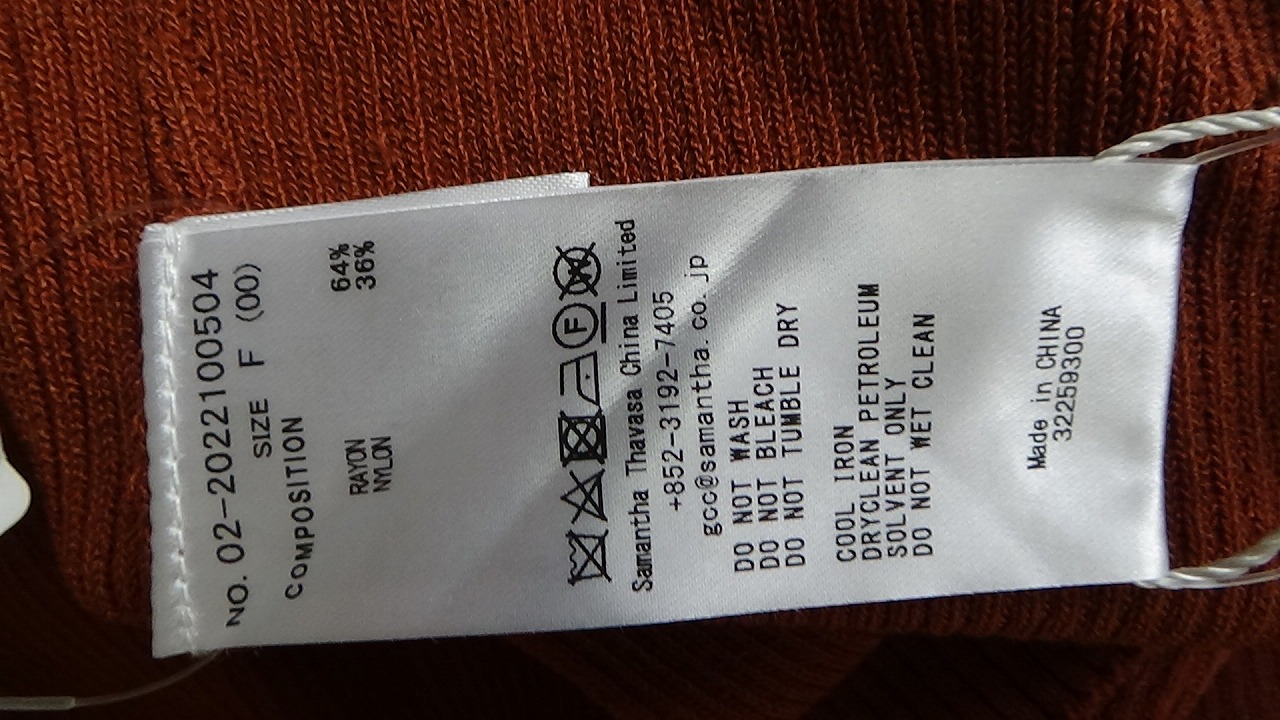 NO. 02-2022100504
SIZE F (00)
COMPOSITION
RAYON 64%
NYLON 36%
F W
Samantha Thavasa China Limited
+852-3192-7405
gcc@samantha.co.jp
DO NOT WASH
DO NOT BLEACH
DO NOT TUMBLE DRY
COOL IRON
DRYCLEAN PETROLEUM
SOLVENT ONLY
DO NOT WET CLEAN
Made in CHINA
32259300